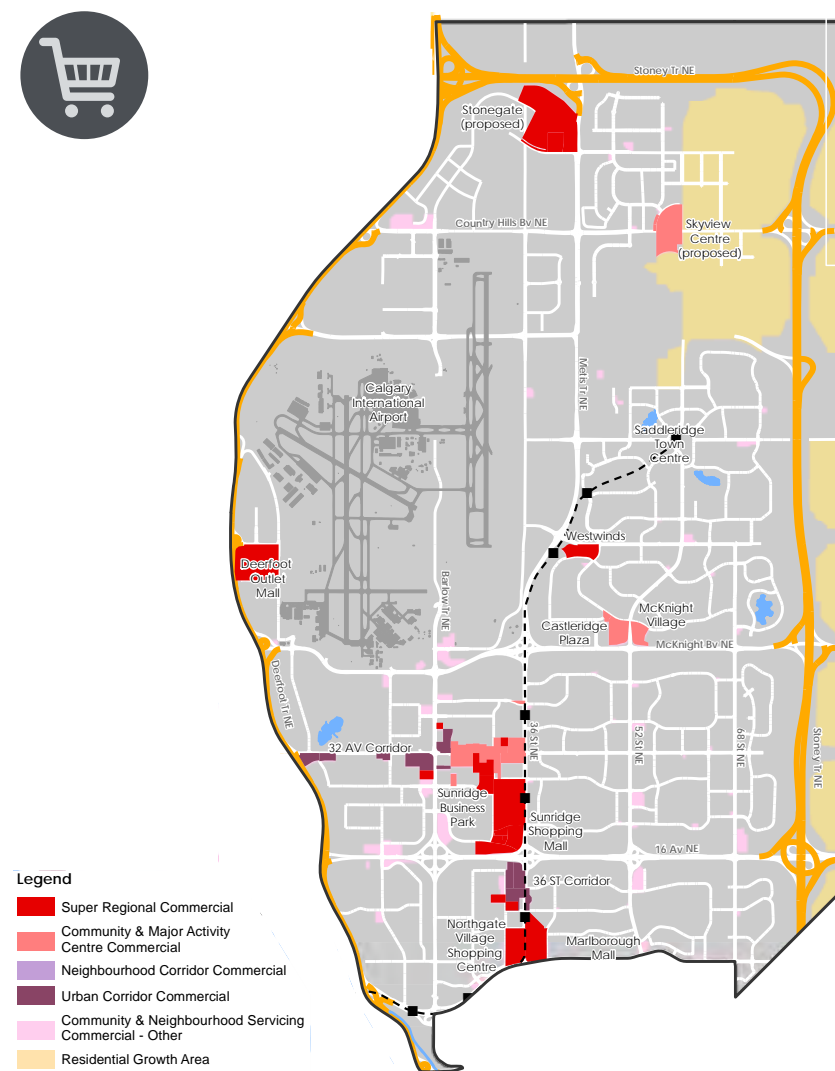 Stoney Tr NE
Stonegate
(proposed)
Country Hills Bv NE
Skyview
Centre
(proposed)
Metis Tr NE
Calgary
International
Airport
Saddleridge
Town
Centre
Westwinds
Deerfoot
Outlet
Mall
Barlow Tr NE
McKnight
Village
Castleridge
Plaza
McKnight Bv NE
Deerfoot Tr NE
32 AV Corridor
36 St NE
52 St NE
68 St NE
Stoney Tr NE
Sunridge
Business
Park
Sunridge
Shopping
Mall
16 Av NE
36 ST Corridor
Northgate
Village
Shopping
Centre
Marlborough
Mall
Legend
Super Regional Commercial
Community & Major Activity
Centre Commercial
Neighbourhood Corridor Commercial
Urban Corridor Commercial
Community & Neighbourhood Servicing
Commercial - Other
Residential Growth Area